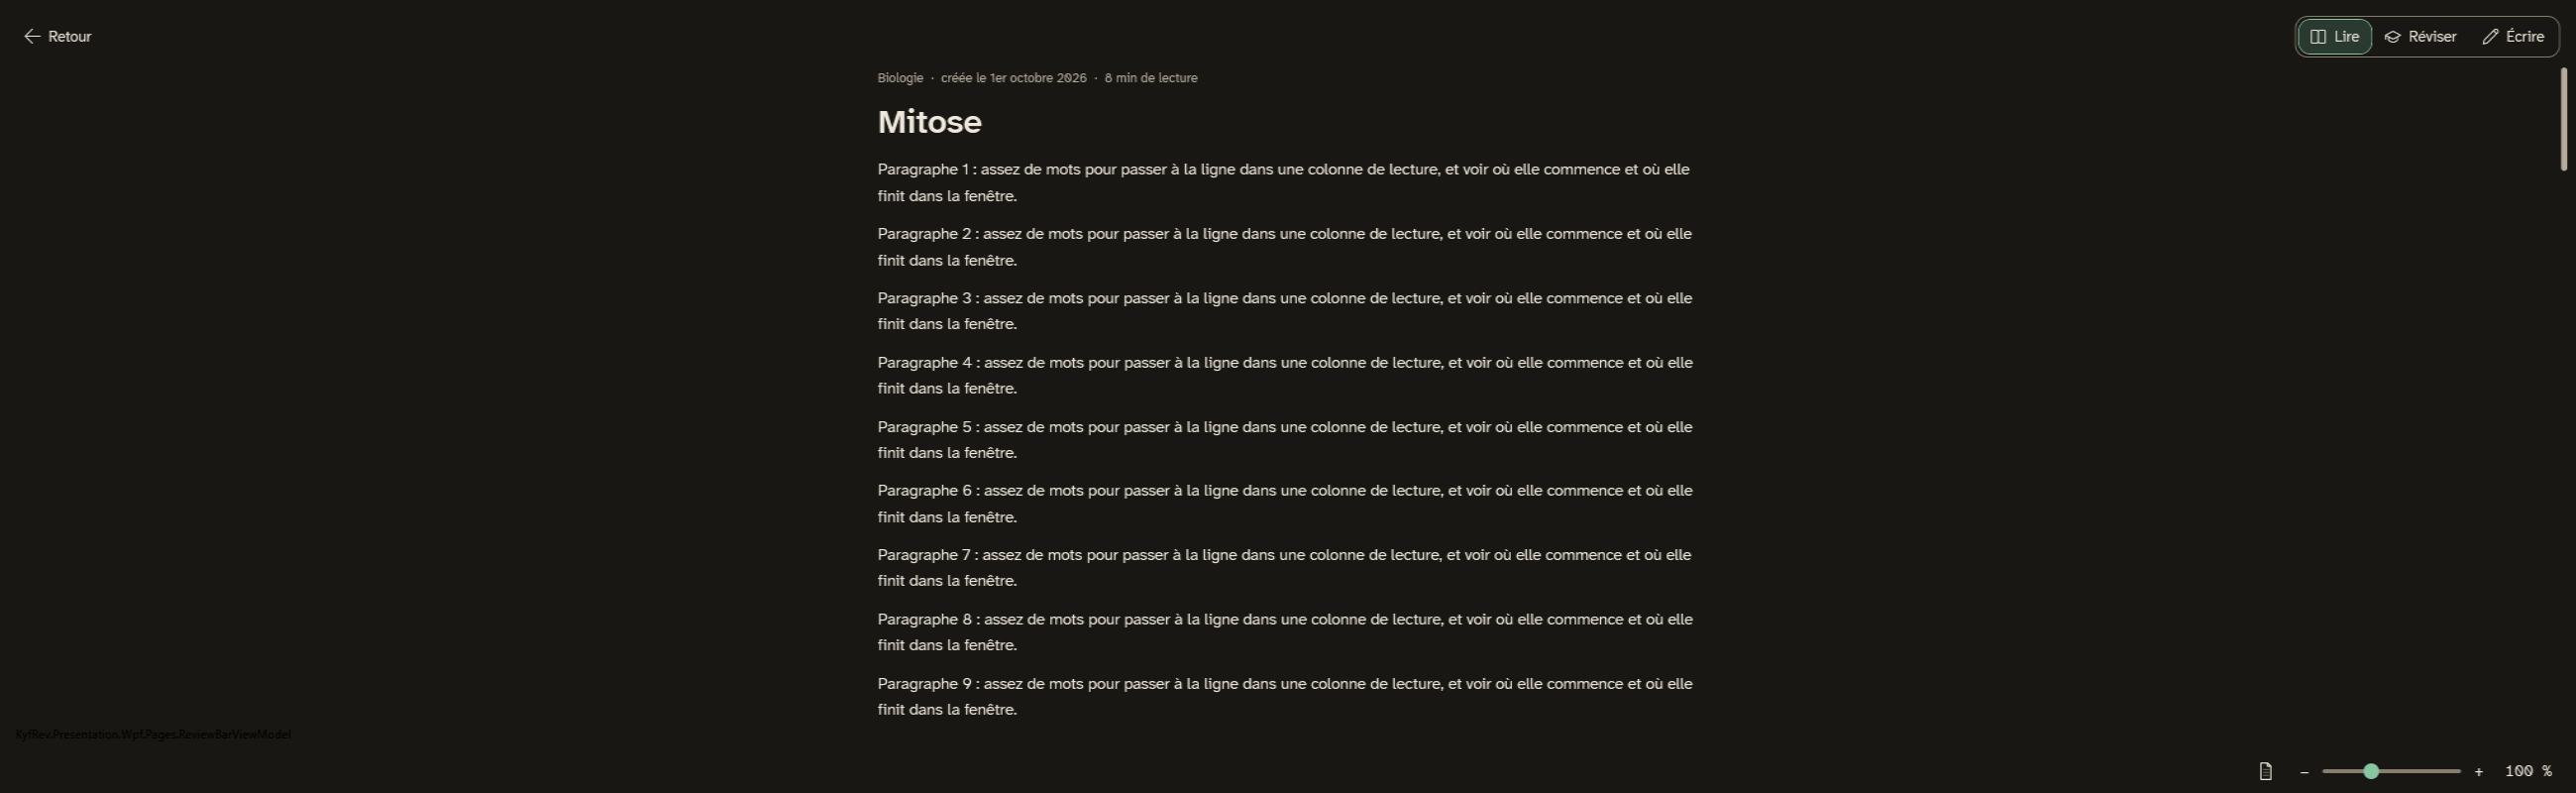 Retour
Lire
Réviser
Écrire
Biologie · créée le 1er octobre 2026 · 8 min de lecture
Mitose
Paragraphe 1 : assez de mots pour passer à la ligne dans une colonne de lecture, et voir où elle commence et où elle
finit dans la fenêtre.
Paragraphe 2 : assez de mots pour passer à la ligne dans une colonne de lecture, et voir où elle commence et où elle
finit dans la fenêtre.
Paragraphe 3 : assez de mots pour passer à la ligne dans une colonne de lecture, et voir où elle commence et où elle
finit dans la fenêtre.
Paragraphe 4 : assez de mots pour passer à la ligne dans une colonne de lecture, et voir où elle commence et où elle
finit dans la fenêtre.
Paragraphe 5 : assez de mots pour passer à la ligne dans une colonne de lecture, et voir où elle commence et où elle
finit dans la fenêtre.
Paragraphe 6 : assez de mots pour passer à la ligne dans une colonne de lecture, et voir où elle commence et où elle
finit dans la fenêtre.
Paragraphe 7 : assez de mots pour passer à la ligne dans une colonne de lecture, et voir où elle commence et où elle
finit dans la fenêtre.
Paragraphe 8 : assez de mots pour passer à la ligne dans une colonne de lecture, et voir où elle commence et où elle
finit dans la fenêtre.
Paragraphe 9 : assez de mots pour passer à la ligne dans une colonne de lecture, et voir où elle commence et où elle
finit dans la fenêtre.
KyfRev.Presentation.Wpf.Pages.ReviewBarViewModel
− + 100 %